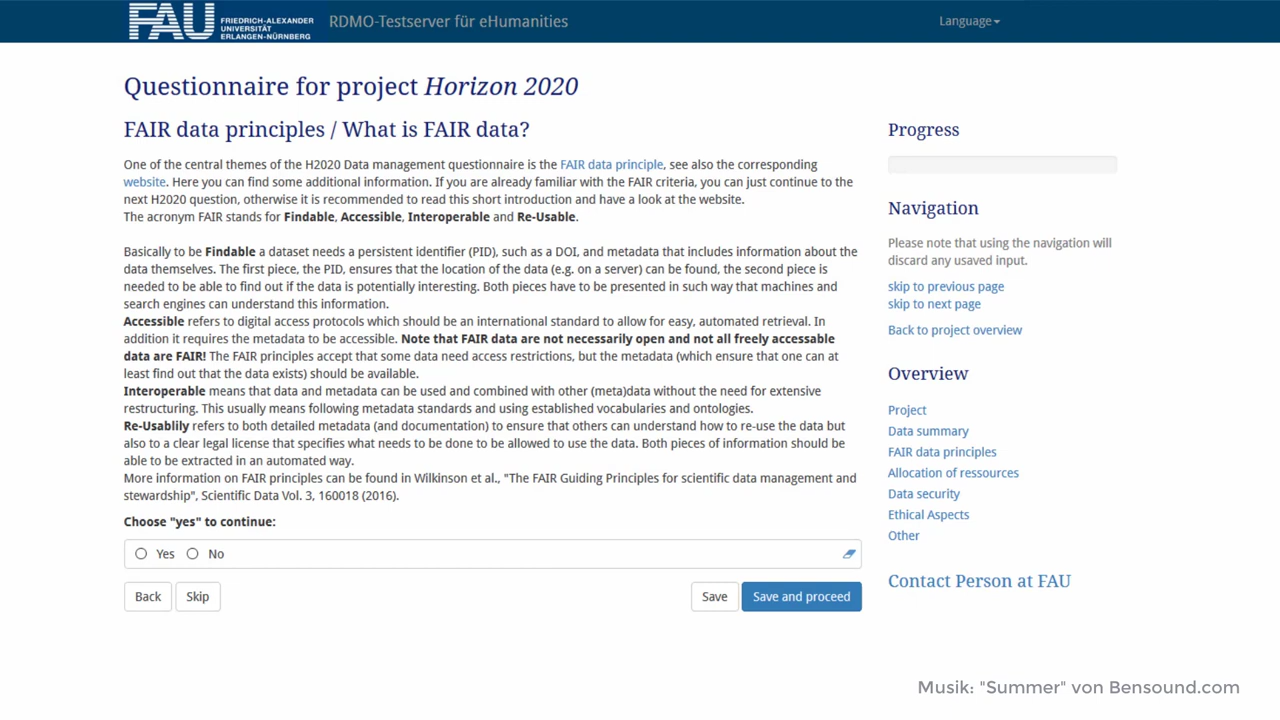 FAU FRIEDRICH-ALEXANDER
UNIVERSITÄT
ERLANGEN-NÜRNBERG
RDMO-Testserver für eHumanities
Language
Questionnaire for project Horizon 2020
FAIR data principles / What is FAIR data?
One of the central themes of the H2020 Data management questionnaire is the FAIR data principle, see also the corresponding
website. Here you can find some additional information. If you are already familiar with the FAIR criteria, you can just continue to the
next H2020 question, otherwise it is recommended to read this short introduction and have a look at the website.
The acronym FAIR stands for Findable, Accessible, Interoperable and Re-Usable.
Basically to be Findable a dataset needs a persistent identifier (PID), such as a DOI, and metadata that includes information about the
data themselves. The first piece, the PID, ensures that the location of the data (e.g. on a server) can be found, the second piece is
needed to be able to find out if the data is potentially interesting. Both pieces have to be presented in such way that machines and
search engines can understand this information.
Accessible refers to digital access protocols which should be an international standard to allow for easy, automated retrieval. In
addition it requires the metadata to be accessible. Note that FAIR data are not necessarily open and not all freely accessable
data are FAIR! The FAIR principles accept that some data need access restrictions, but the metadata (which ensure that one can at
least find out that the data exists) should be available.
Interoperable means that data and metadata can be used and combined with other (meta)data without the need for extensive
restructuring. This usually means following metadata standards and using established vocabularies and ontologies.
Re-Usablily refers to both detailed metadata (and documentation) to ensure that others can understand how to re-use the data but
also to a clear legal license that specifies what needs to be done to be allowed to use the data. Both pieces of information should be
able to be extracted in an automated way.
More information on FAIR principles can be found in Wilkinson et al., "The FAIR Guiding Principles for scientific data management and
stewardship", Scientific Data Vol. 3, 160018 (2016).
Choose "yes" to continue:
Yes No
Back Skip Save Save and proceed
Progress
Navigation
Please note that using the navigation will
discard any usaved input.
skip to previous page
skip to next page
Back to project overview
Overview
Project
Data summary
FAIR data principles
Allocation of ressources
Data security
Ethical Aspects
Other
Contact Person at FAU
Musik: "Summer" von Bensound.com